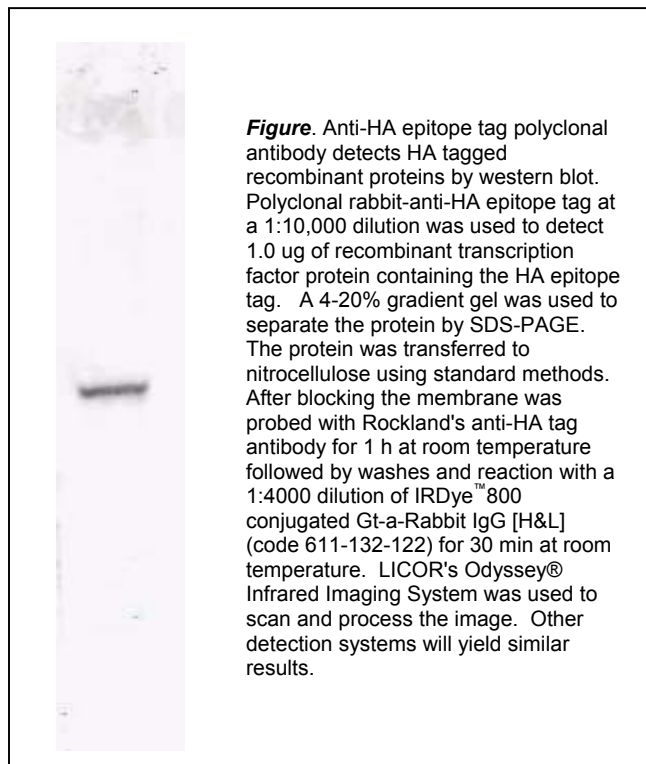 Figure. Anti-HA epitope tag polyclonal
antibody detects HA tagged
recombinant proteins by western blot.
Polyclonal rabbit-anti-HA epitope tag at
a 1:10,000 dilution was used to detect
1.0 ug of recombinant transcription
factor protein containing the HA epitope
tag.   A 4-20% gradient gel was used to
separate the protein by SDS-PAGE.
The protein was transferred to
nitrocellulose using standard methods.
After blocking the membrane was
probed with Rockland's anti-HA tag
antibody for 1 h at room temperature
followed by washes and reaction with a
1:4000 dilution of IRDye™800
conjugated Gt-a-Rabbit IgG [H&L]
(code 611-132-122) for 30 min at room
temperature.  LICOR's Odyssey®
Infrared Imaging System was used to
scan and process the image.  Other
detection systems will yield similar
results.